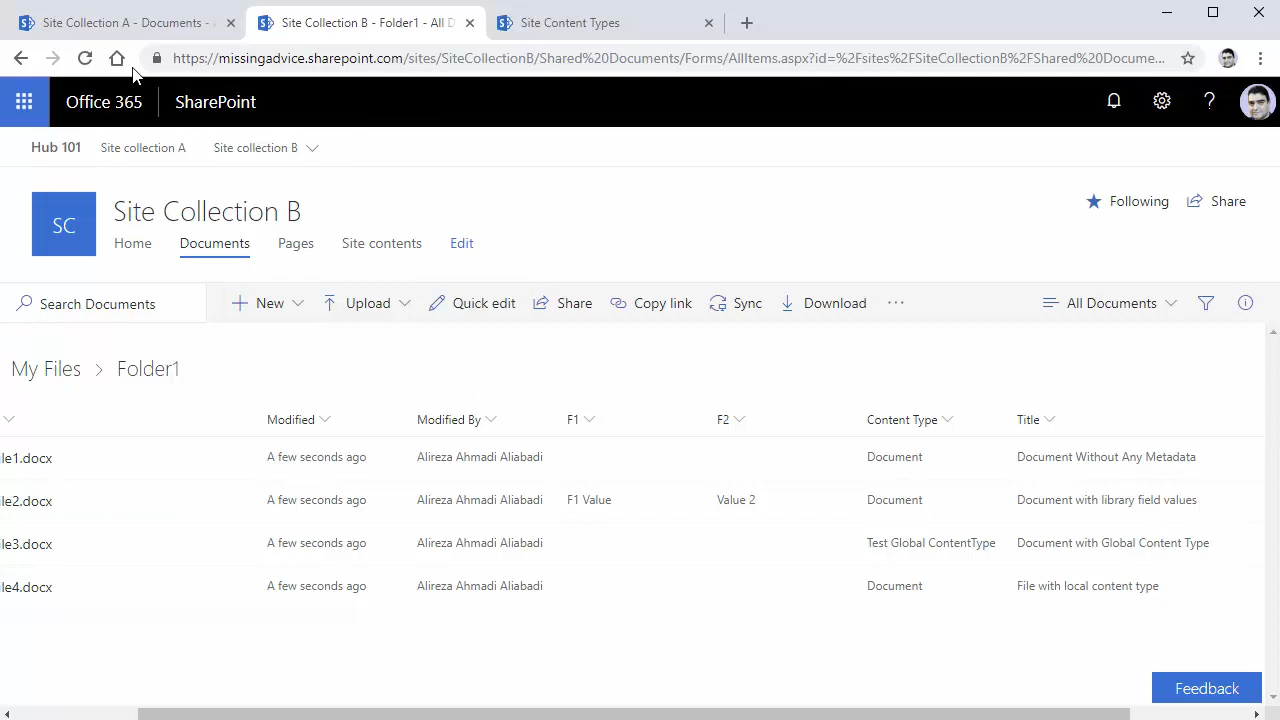 Site Collection A - Documents -
Site Collection B - Folder1 - All D
Site Content Types
https://missingadvice.sharepoint.com/sites/SiteCollectionB/Shared%20Documents/Forms/AllItems.aspx?id=%2Fsites%2FSiteCollectionB%2FShared%20Docume...
Office 365 SharePoint ?
Hub 101 Site collection A Site collection B
SC
Site Collection B
Following Share
Home Documents Pages Site contents Edit
Search Documents New Upload Quick edit Share Copy link Sync Download ··· All Documents
My Files > Folder1
Modified Modified By F1 F2 Content Type Title
le1.docx A few seconds ago Alireza Ahmadi Aliabadi Document Document Without Any Metadata
le2.docx A few seconds ago Alireza Ahmadi Aliabadi F1 Value Value 2 Document Document with library field values
le3.docx A few seconds ago Alireza Ahmadi Aliabadi Test Global ContentType Document with Global Content Type
le4.docx A few seconds ago Alireza Ahmadi Aliabadi Document File with local content type
Feedback